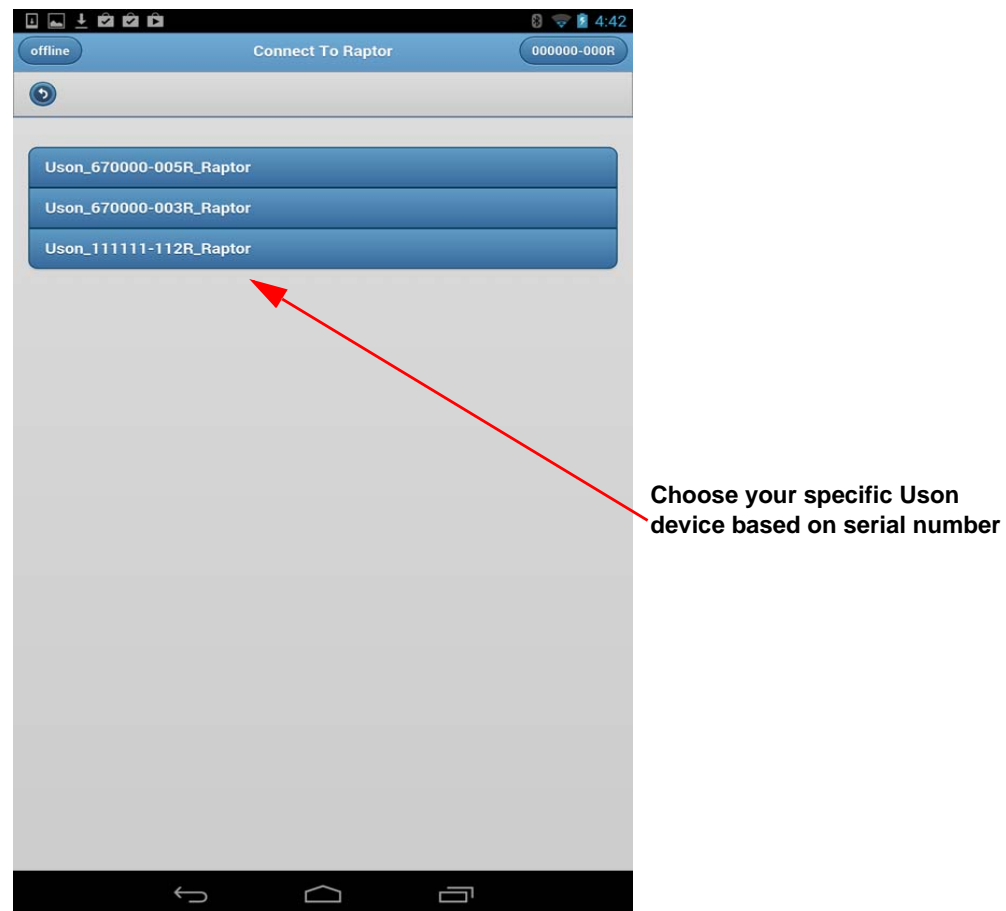 4:42
offline
Connect To Raptor
000000-000R
Uson_670000-005R_Raptor
Uson_670000-003R_Raptor
Uson_111111-112R_Raptor
Choose your specific Uson
device based on serial number